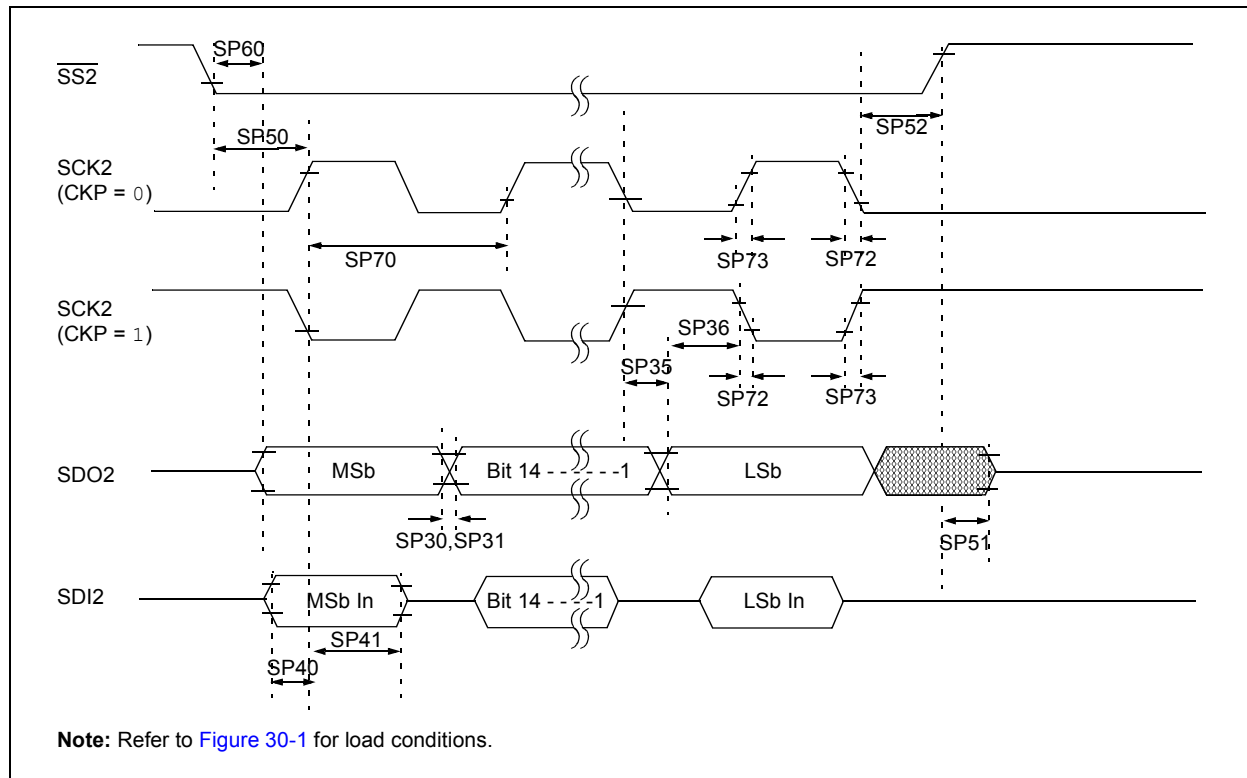 SP60
SS2
SP50
SP52
SCK2
(CKP = 0)
SP70
SP73
SP72
SCK2
(CKP = 1)
SP36
SP35
SP72
SP73
SDO2
MSb
Bit 14 - - - - - - -1
LSb
SP30,SP31
SP51
SDI2
MSb In
Bit 14 - - - - -1
LSb In
SP41
SP40
Note: Refer to Figure 30-1 for load conditions.